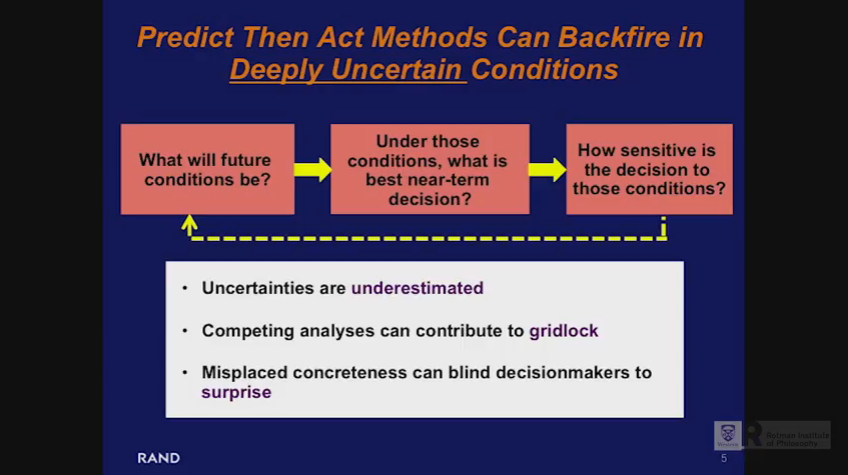 Predict Then Act Methods Can Backfire in
Deeply Uncertain Conditions
What will future
conditions be?
Under those
conditions, what is
best near-term
decision?
How sensitive is
the decision to
those conditions?
• Uncertainties are underestimated
• Competing analyses can contribute to gridlock
• Misplaced concreteness can blind decisionmakers to
surprise
RAND
Rotman Institute
of Philosophy
5